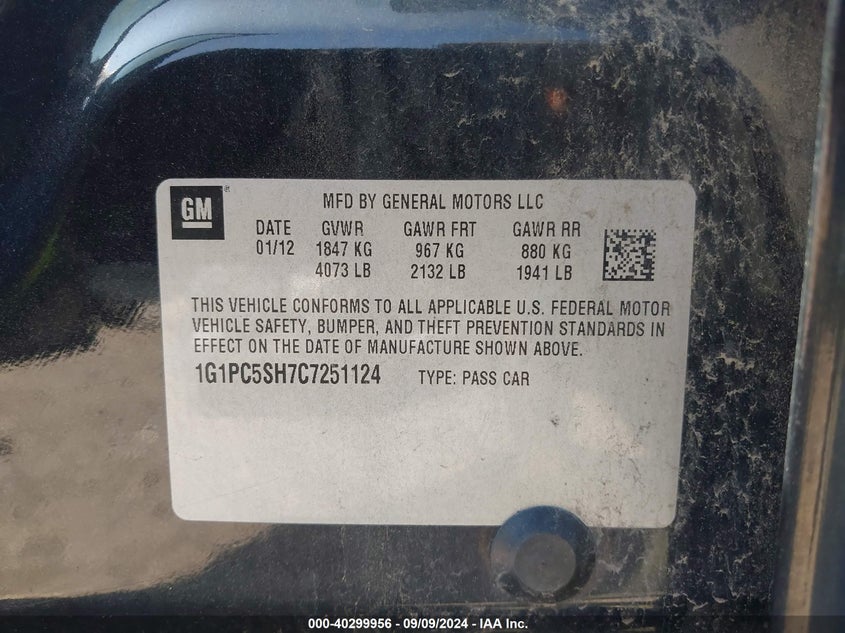 GM
MFD BY GENERAL MOTORS LLC
DATE GVWR GAWR FRT GAWR RR
01/12 1847 KG 967 KG 880 KG
4073 LB 2132 LB 1941 LB
THIS VEHICLE CONFORMS TO ALL APPLICABLE U.S. FEDERAL MOTOR
VEHICLE SAFETY, BUMPER, AND THEFT PREVENTION STANDARDS IN
EFFECT ON THE DATE OF MANUFACTURE SHOWN ABOVE.
1G1PC5SH7C7251124 TYPE: PASS CAR
000-40299956 - 09/09/2024 - IAA Inc.